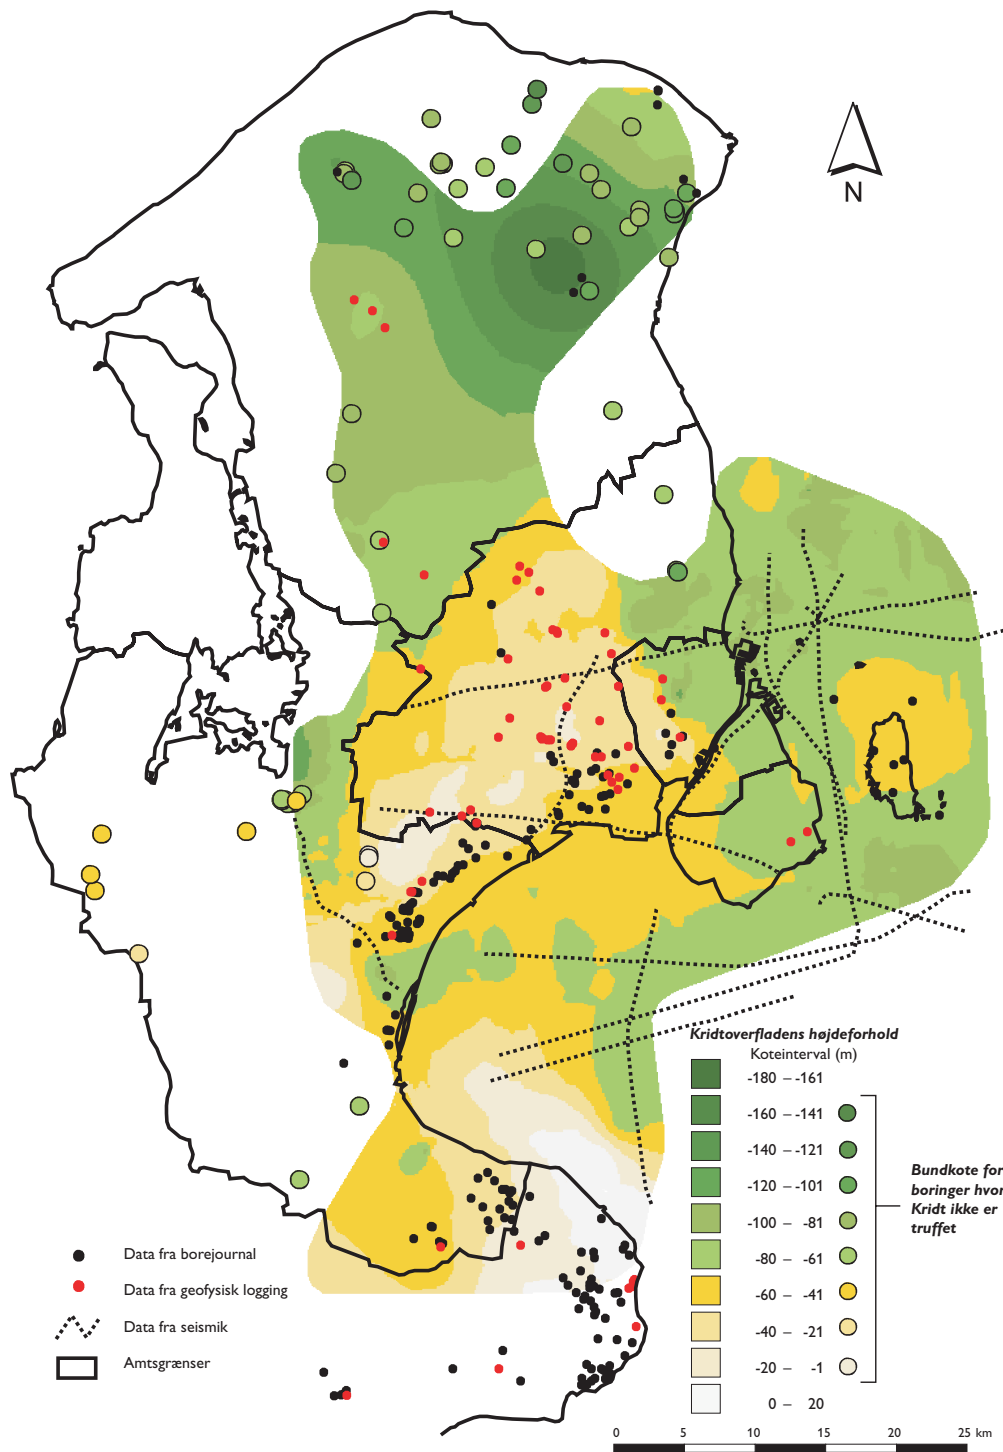 N
Kridtoverfladens højdeforhold
Koteinterval (m)
-180 – -161
-160 – -141
-140 – -121
-120 – -101
-100 – -81
-80 – -61
-60 – -41
-40 – -21
-20 – -1
0 – 20
Bundkote for
boringer hvor
Kridt ikke er
truffet
Data fra borejournal
Data fra geofysisk logging
Data fra seismik
Amtsgrænser
0 5 10 15 20 25 km